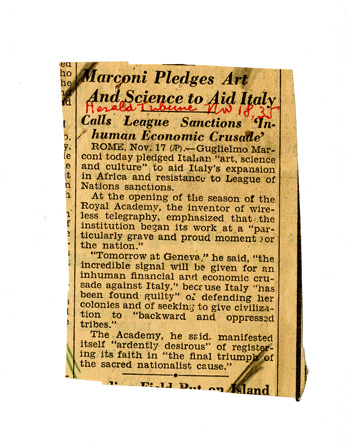 Marconi Pledges Art
And Science to Aid Italy
Herald Tribune Nov 18, 35
Calls League Sanctions 'In-
human Economic Crusade'
ROME, Nov. 17 (AP).—Guglielmo Mar-
coni today pledged Italian "art, science
and culture" to aid Italy's expansion
in Africa and resistance to League of
Nations sanctions.
At the opening of the season of the
Royal Academy, the inventor of wire-
less telegraphy, emphasized that the
institution began its work at a "par-
ticularly grave and proud moment for
the nation."
"Tomorrow at Geneva," he said, "the
incredible signal will be given for an
inhuman financial and economic cru-
sade against Italy," because Italy "has
been found guilty" of defending her
colonies and of seeking to give civiliza-
tion to "backward and oppressed
tribes."
The Academy, he said, manifested
itself "ardently desirous" of register-
ing its faith in "the final triumph of
the sacred nationalist cause."
Field Put on Island